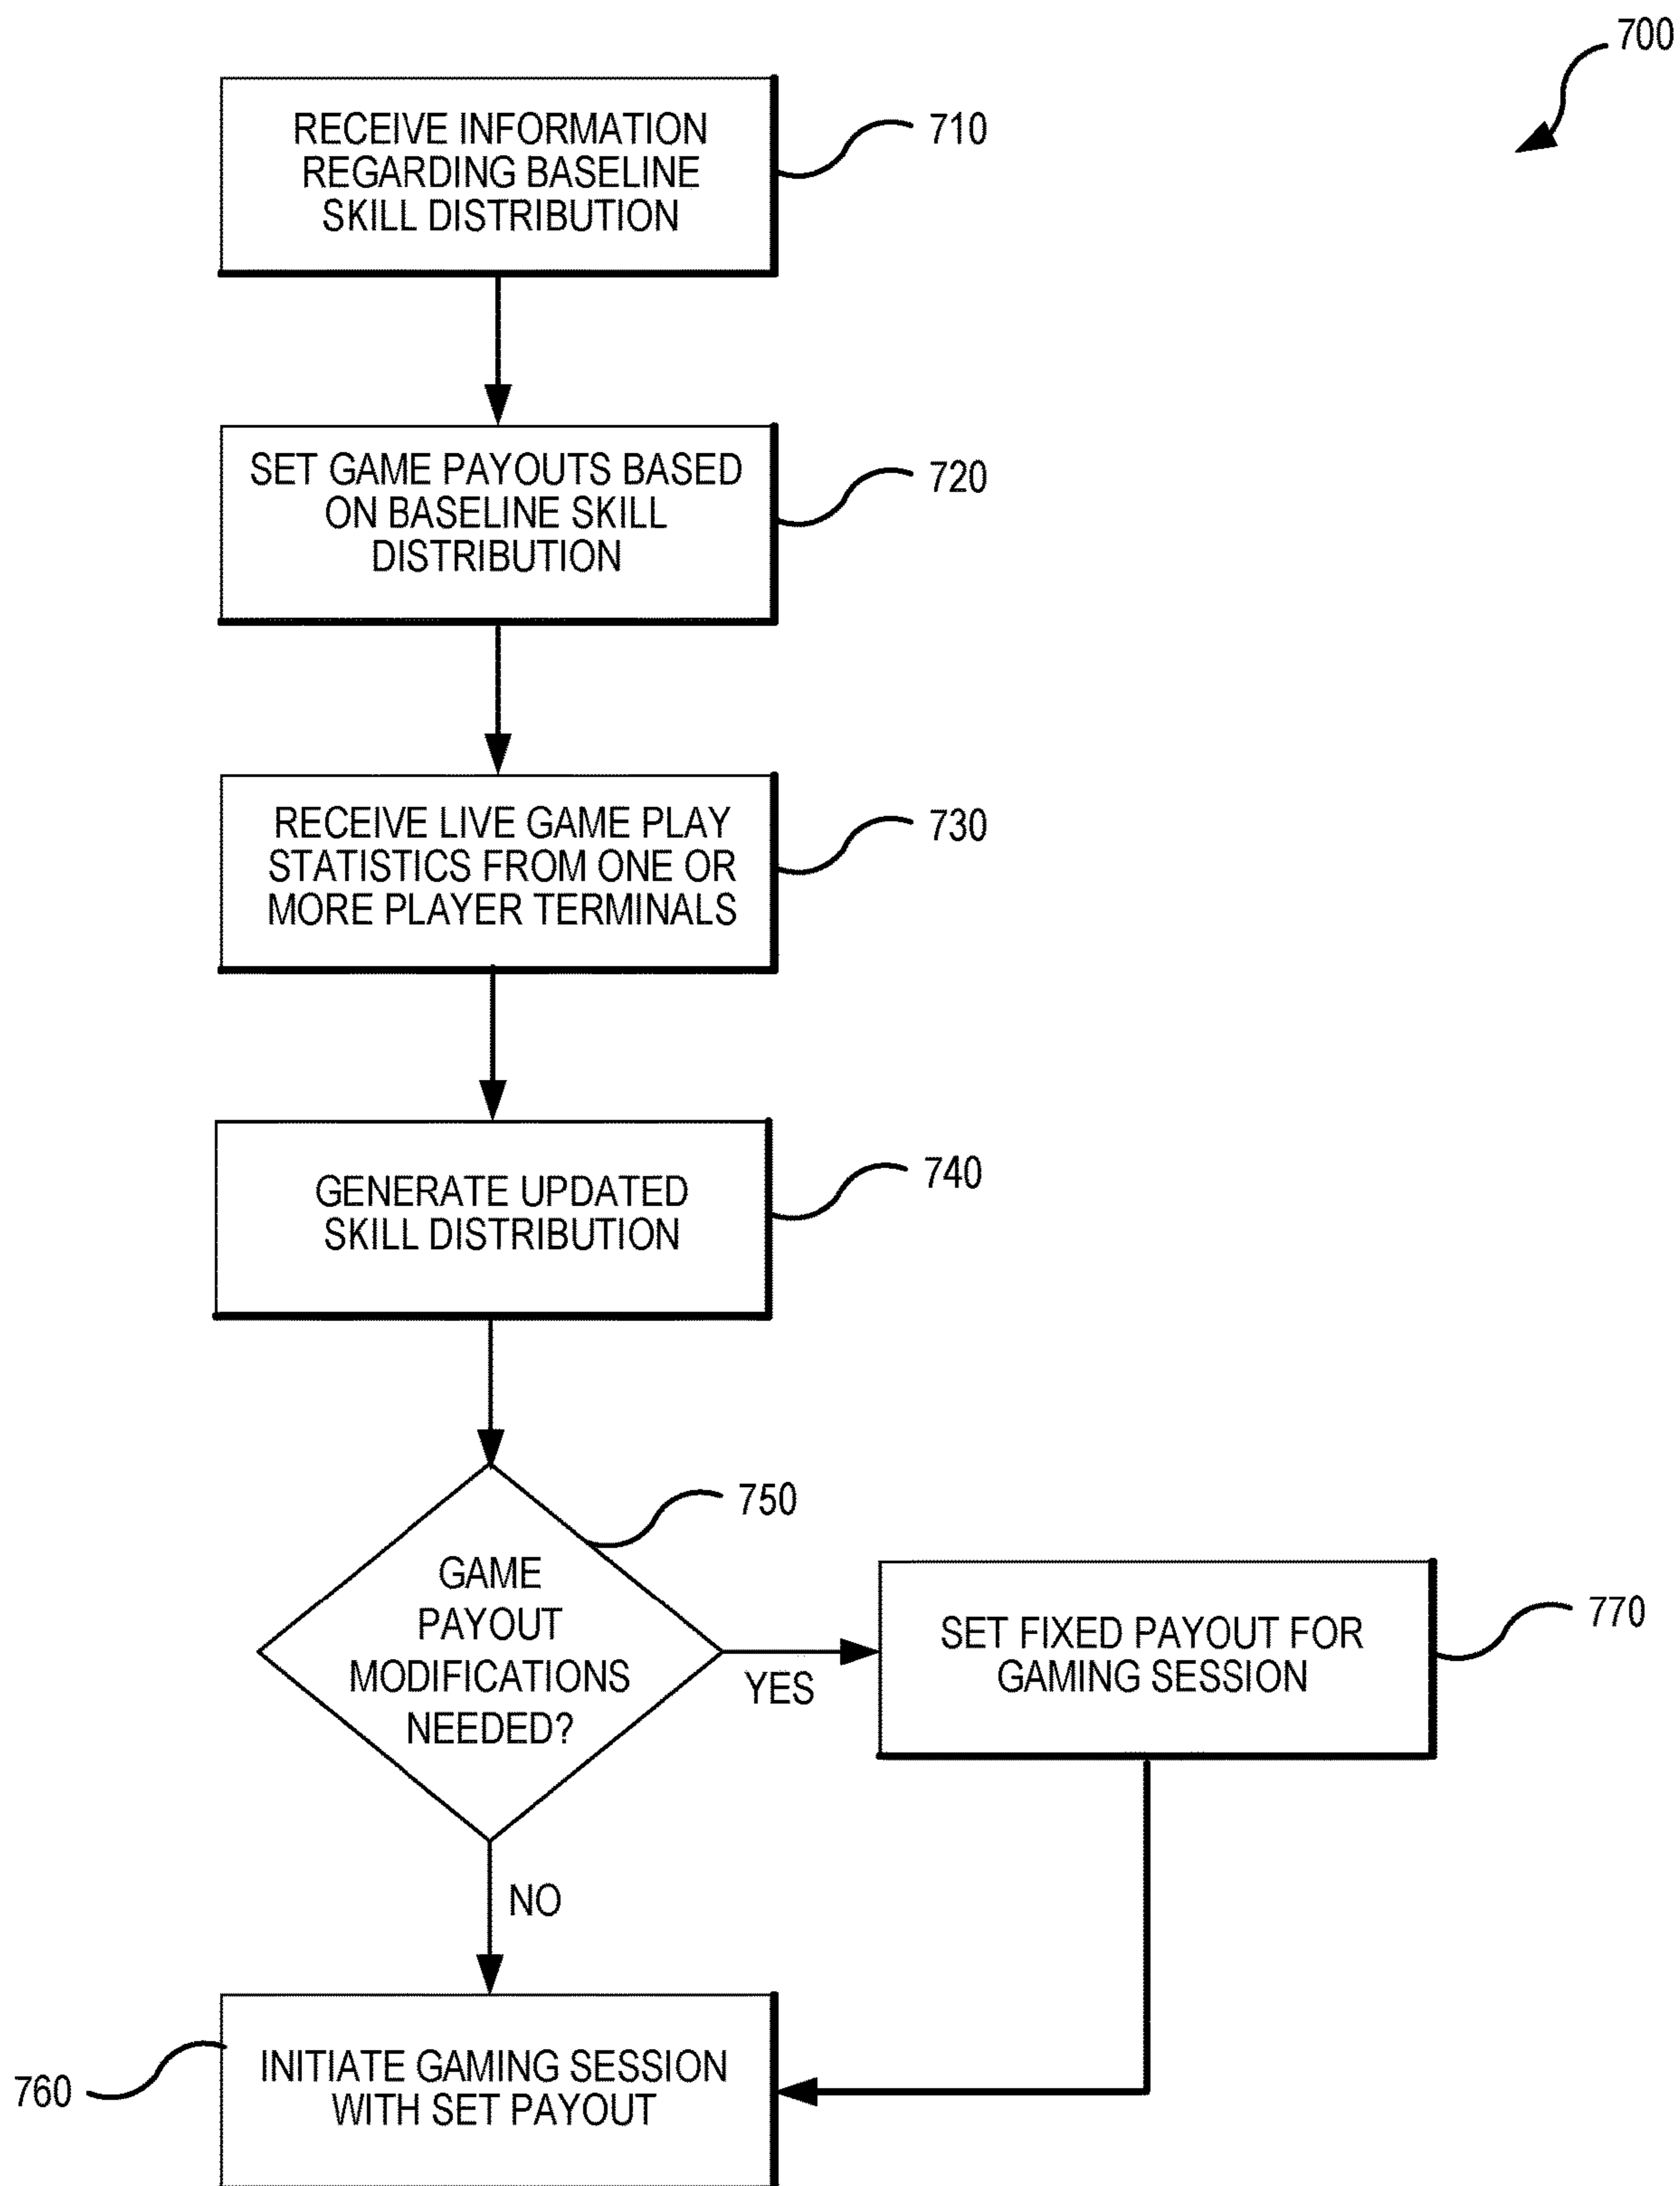 700
RECEIVE INFORMATION
REGARDING BASELINE
SKILL DISTRIBUTION
710
SET GAME PAYOUTS BASED
ON BASELINE SKILL
DISTRIBUTION
720
RECEIVE LIVE GAME PLAY
STATISTICS FROM ONE OR
MORE PLAYER TERMINALS
730
GENERATE UPDATED
SKILL DISTRIBUTION
740
750
GAME
PAYOUT
MODIFICATIONS
NEEDED?
YES
SET FIXED PAYOUT FOR
GAMING SESSION
770
NO
760
INITIATE GAMING SESSION
WITH SET PAYOUT